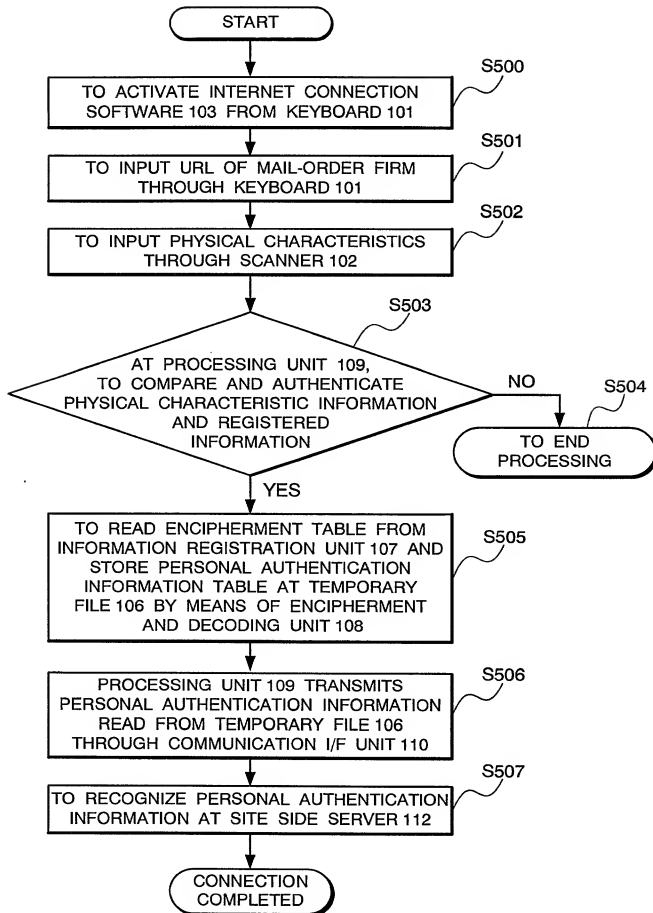 START
S500
TO ACTIVATE INTERNET CONNECTION
SOFTWARE 103 FROM KEYBOARD 101
S501
TO INPUT URL OF MAIL-ORDER FIRM
THROUGH KEYBOARD 101
S502
TO INPUT PHYSICAL CHARACTERISTICS
THROUGH SCANNER 102
S503
AT PROCESSING UNIT 109,
TO COMPARE AND AUTHENTICATE
PHYSICAL CHARACTERISTIC INFORMATION
AND REGISTERED
INFORMATION
NO
S504
TO END
PROCESSING
YES
S505
TO READ ENCIPHERMENT TABLE FROM
INFORMATION REGISTRATION UNIT 107 AND
STORE PERSONAL AUTHENTICATION
INFORMATION TABLE AT TEMPORARY
FILE 106 BY MEANS OF ENCIPHERMENT
AND DECODING UNIT 108
S506
PROCESSING UNIT 109 TRANSMITS
PERSONAL AUTHENTICATION INFORMATION
READ FROM TEMPORARY FILE 106
THROUGH COMMUNICATION I/F UNIT 110
S507
TO RECOGNIZE PERSONAL AUTHENTICATION
INFORMATION AT SITE SIDE SERVER 112
CONNECTION
COMPLETED